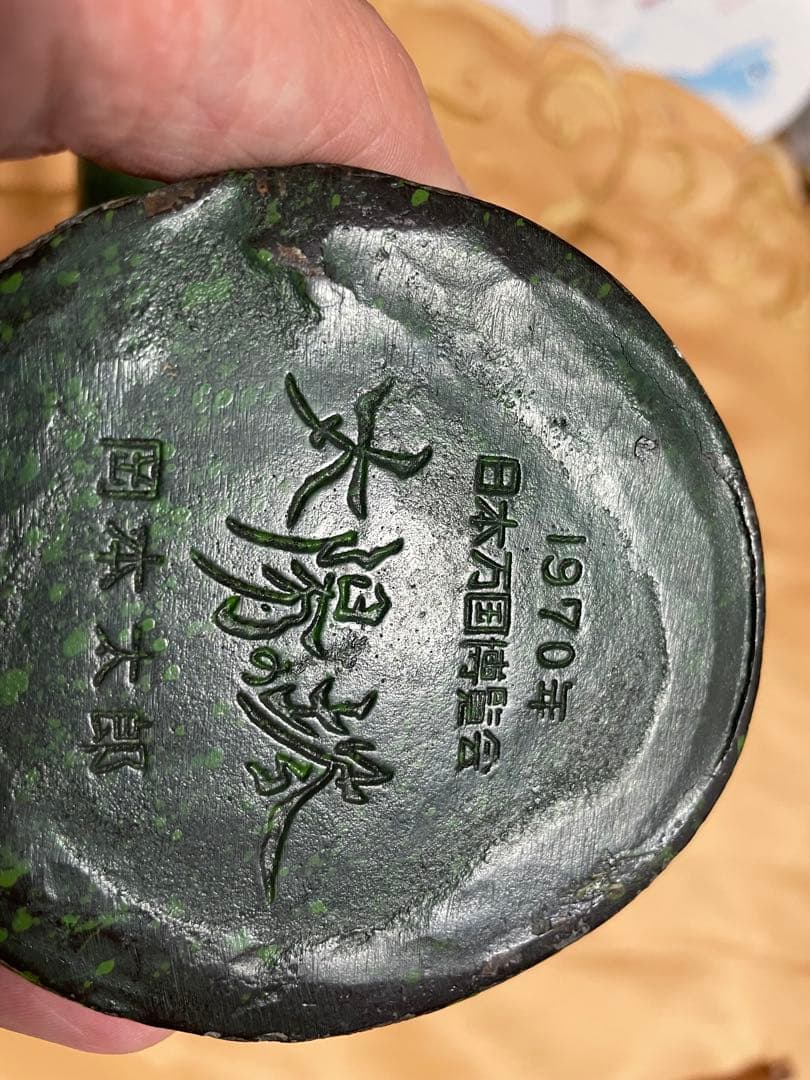 1970年
日本万国博覧会
太陽の塔
岡本太郎